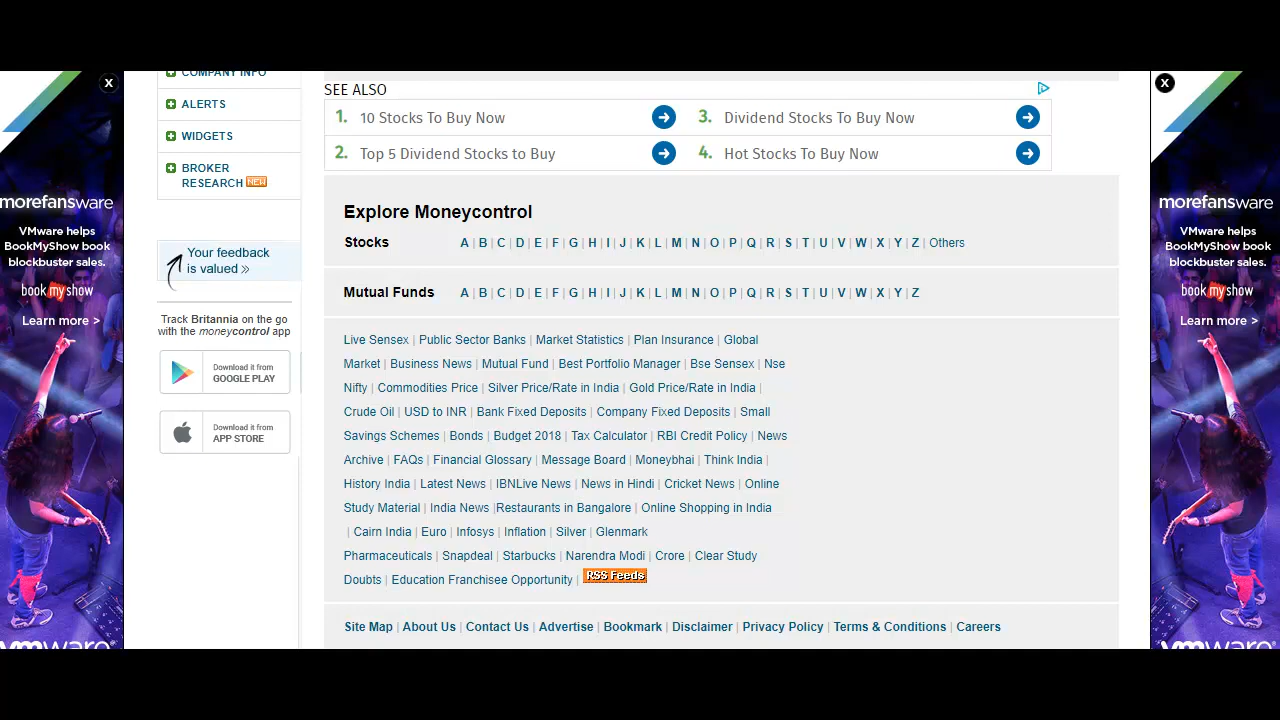 COMPANY INFO
ALERTS
WIDGETS
BROKER
RESEARCH NEW
Your feedback
is valued »
Track Britannia on the go
with the moneycontrol app
Download it from
GOOGLE PLAY
Download it from
APP STORE
X
morefansware
VMware helps
BookMyShow book
blockbuster sales.
book my show
Learn more >
vmware
SEE ALSO
1. 10 Stocks To Buy Now
3. Dividend Stocks To Buy Now
2. Top 5 Dividend Stocks to Buy
4. Hot Stocks To Buy Now
Explore Moneycontrol
Stocks A | B | C | D | E | F | G | H | I | J | K | L | M | N | O | P | Q | R | S | T | U | V | W | X | Y | Z | Others
Mutual Funds A | B | C | D | E | F | G | H | I | J | K | L | M | N | O | P | Q | R | S | T | U | V | W | X | Y | Z
Live Sensex | Public Sector Banks | Market Statistics | Plan Insurance | Global
Market | Business News | Mutual Fund | Best Portfolio Manager | Bse Sensex | Nse
Nifty | Commodities Price | Silver Price/Rate in India | Gold Price/Rate in India |
Crude Oil | USD to INR | Bank Fixed Deposits | Company Fixed Deposits | Small
Savings Schemes | Bonds | Budget 2018 | Tax Calculator | RBI Credit Policy | News
Archive | FAQs | Financial Glossary | Message Board | Moneybhai | Think India |
History India | Latest News | IBNLive News | News in Hindi | Cricket News | Online
Study Material | India News |Restaurants in Bangalore | Online Shopping in India
| Cairn India | Euro | Infosys | Inflation | Silver | Glenmark
Pharmaceuticals | Snapdeal | Starbucks | Narendra Modi | Crore | Clear Study
Doubts | Education Franchisee Opportunity | RSS Feeds
Site Map | About Us | Contact Us | Advertise | Bookmark | Disclaimer | Privacy Policy | Terms & Conditions | Careers
X
morefansware
VMware helps
BookMyShow book
blockbuster sales.
book my show
Learn more >
vmware